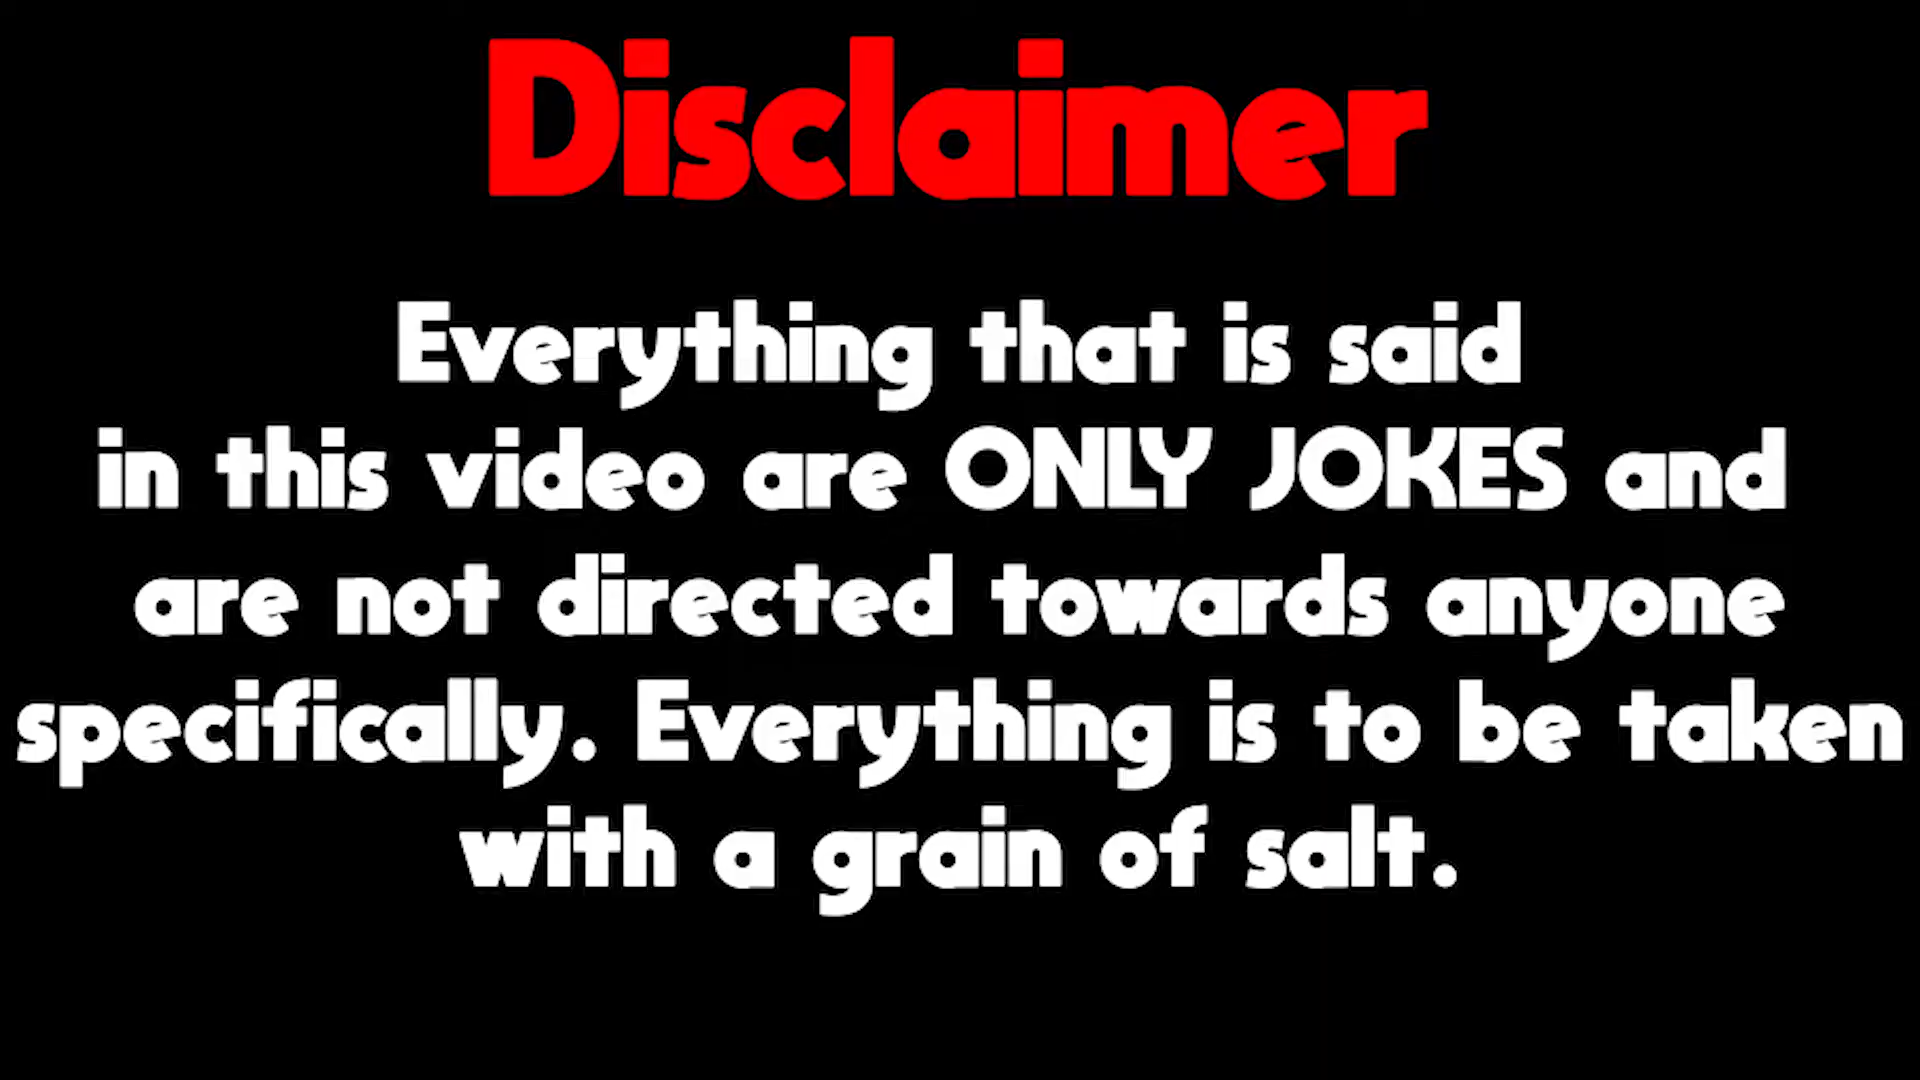 Disclaimer
Everything that is said
in this video are ONLY JOKES and
are not directed towards anyone
specifically. Everything is to be taken
with a grain of salt.